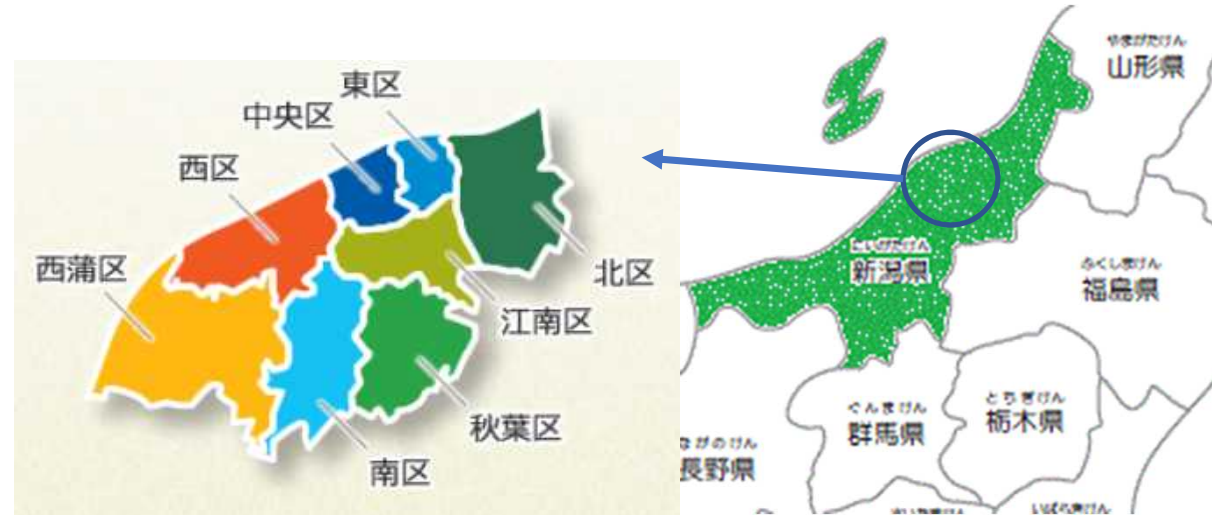 東区
中央区
西区
西蒲区
北区
江南区
秋葉区
南区
やまがたけん
山形県
にいがたけん
新潟県
ふくしまけん
福島県
ぐんまけん
群馬県
とちぎけん
栃木県
ながのけん
長野県